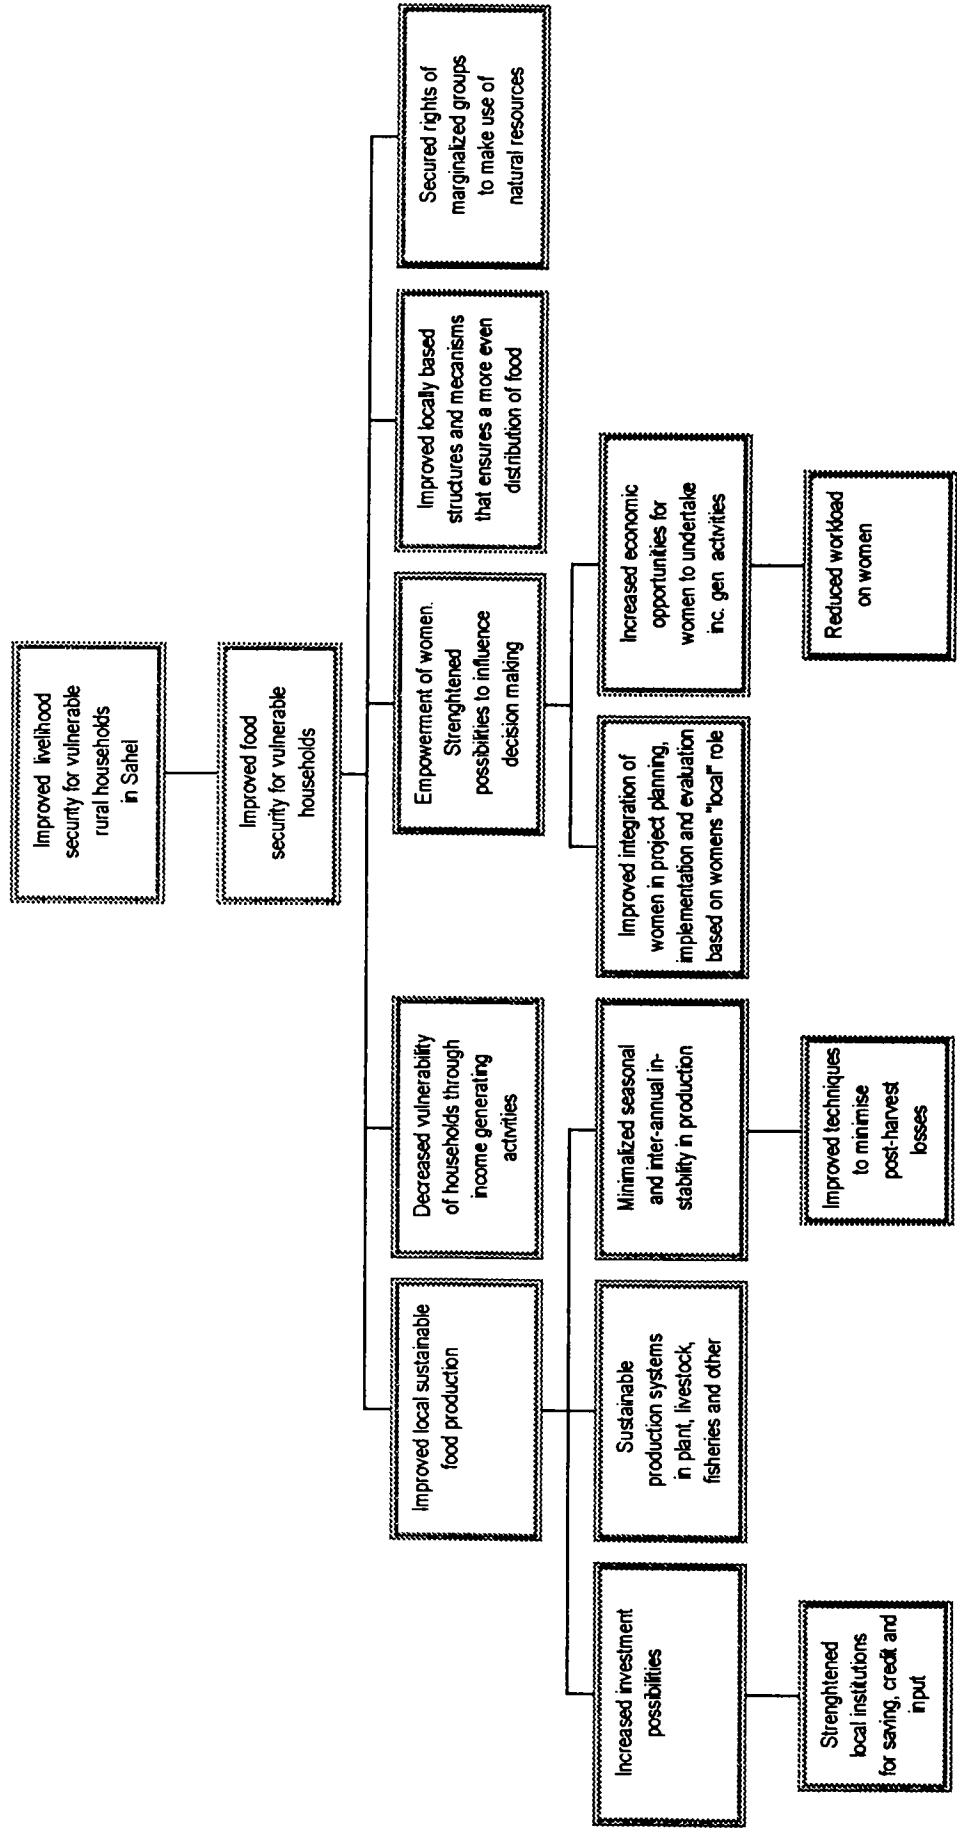 Improved livelihood
security for vulnerable
rural households
in Sahel
Improved food
security for vulnerable
households
Improved local sustainable
food production
Decreased vulnerability
of households through
income generating
activities
Empowerment of women.
Strenghtened
possibilities to influence
decision making
Improved locally based
structures and mecanisms
that ensures a more even
distribution of food
Secured rights of
marginalized groups
to make use of
natural resources
Increased investment
possibilities
Sustainable
production systems
in plant, livestock,
fisheries and other
Minimalized seasonal
and inter-annual in-
stability in production
Improved integration of
women in project planning,
implementation and evaluation
based on womens "local" role
Increased economic
opportunities for
women to undertake
inc. gen activities
Strenghtened
local institutions
for saving, credit and
input
Improved techniques
to minimise
post-harvest
losses
Reduced workload
on women